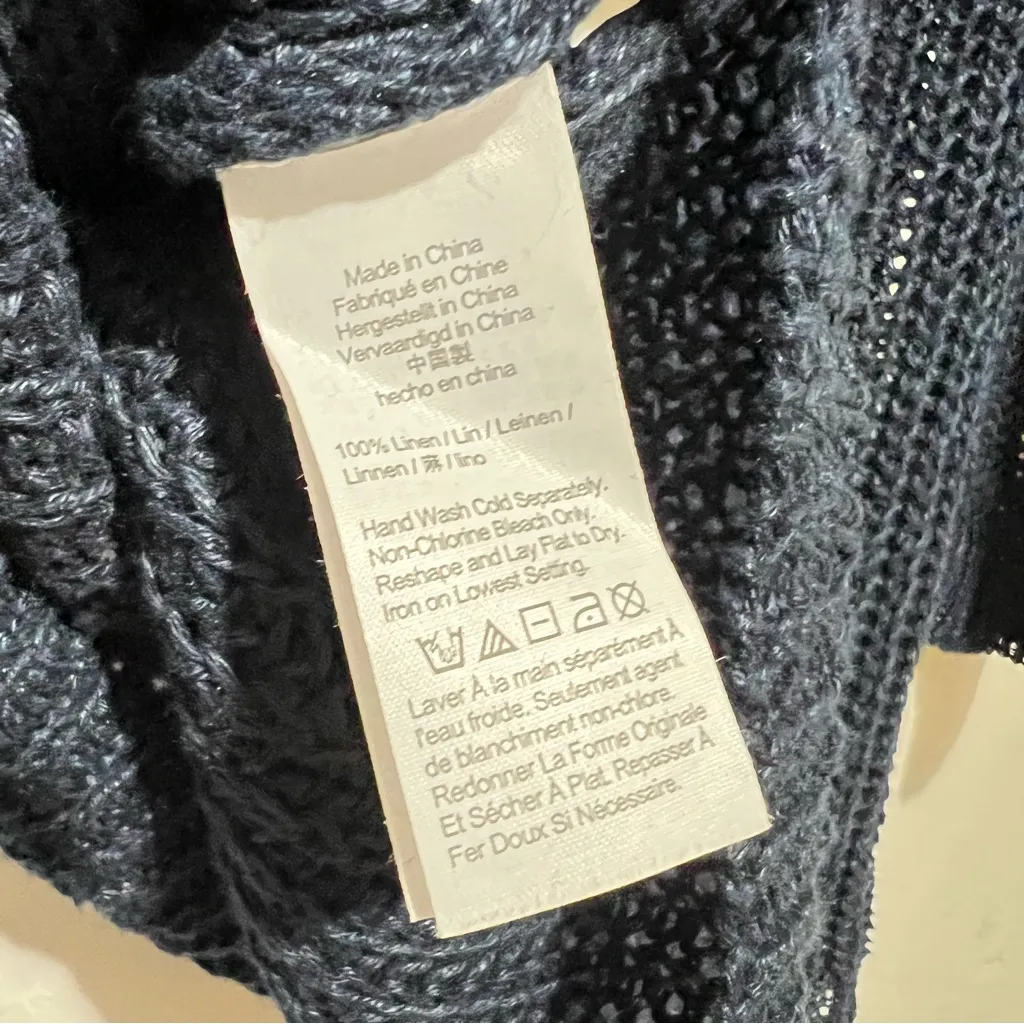 Made in China
Fabriqué en Chine
Hergestellt in China
Vervaardigd in China
中国製
hecho en china
100% Linen / Lin / Leinen /
Linnen / 麻 / lino
Hand Wash Cold Separately.
Non-Chlorine Bleach Only.
Reshape and Lay Flat to Dry.
Iron on Lowest Setting.
Laver À la main séparément À
l'eau froide. Seulement agent
de blanchiment non-chlore.
Redonner La Forme Originale
Et Sécher À Plat. Repasser À
Fer Doux Si Nécessaire.